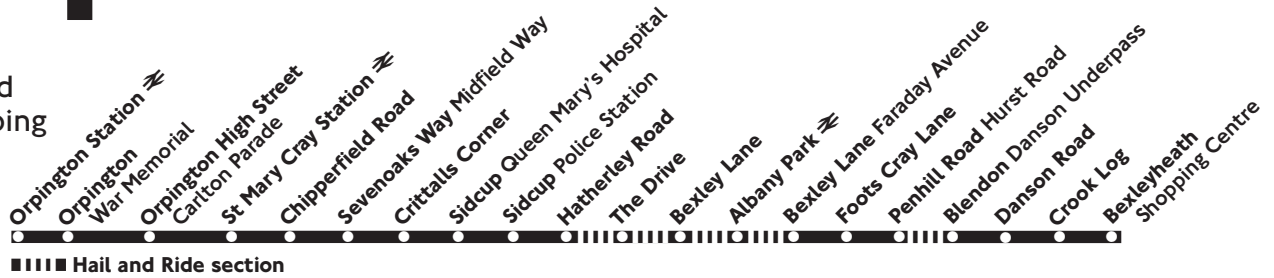 d
ping
Orpington Station
Orpington
War Memorial
Orpington High Street
Carlton Parade
St Mary Cray Station
Chipperfield Road
Sevenoaks Way Midfield Way
Crittalls Corner
Sidcup Queen Mary's Hospital
Sidcup Police Station
Hatherley Road
The Drive
Bexley Lane
Albany Park
Bexley Lane Faraday Avenue
Foots Cray Lane
Penhill Road Hurst Road
Blendon Danson Underpass
Danson Road
Crook Log
Bexleyheath
Shopping Centre
Hail and Ride section